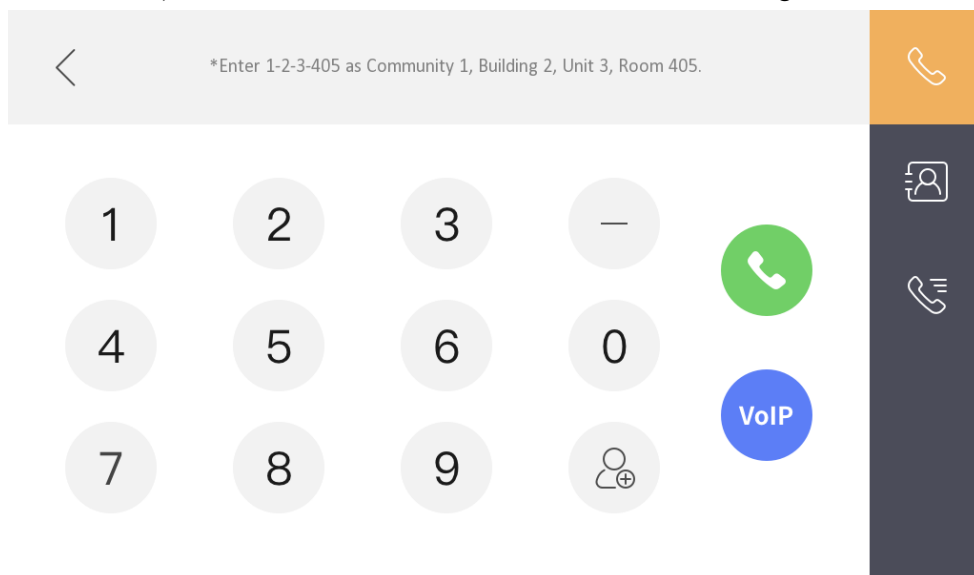 *Enter 1-2-3-405 as Community 1, Building 2, Unit 3, Room 405.
1 2 3 —
4 5 6 0
VoIP
7 8 9